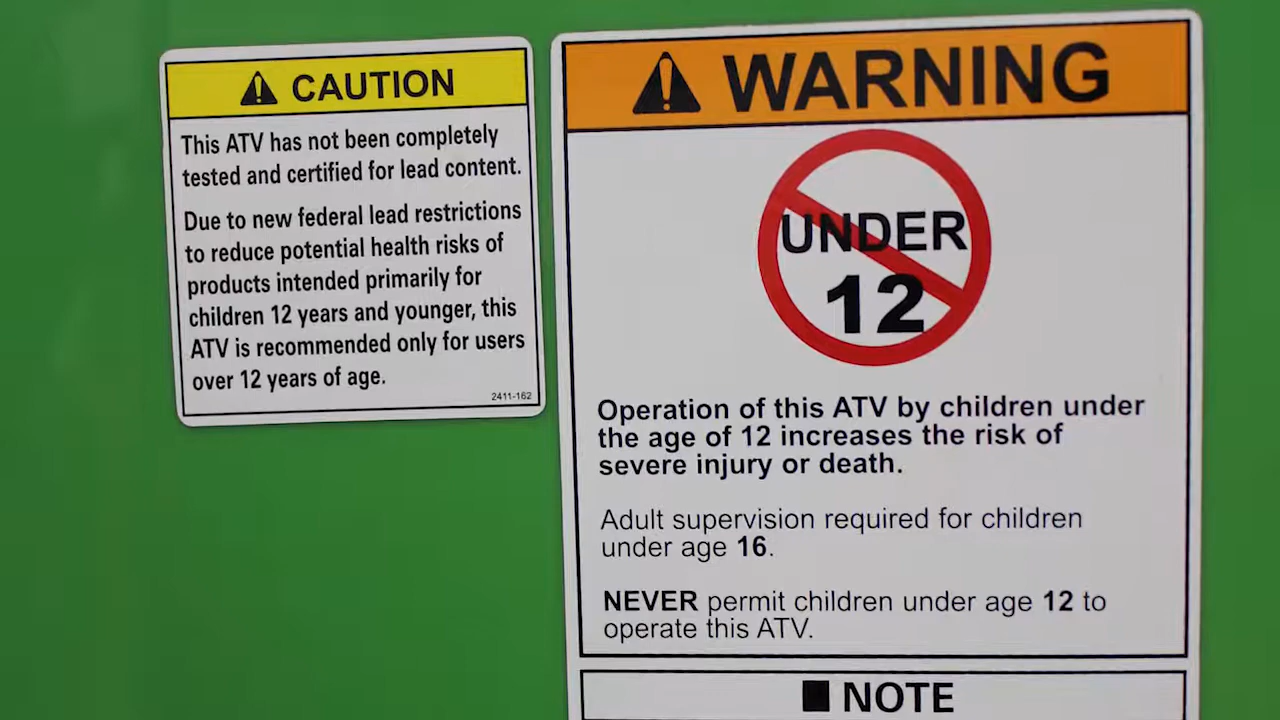 CAUTION
This ATV has not been completely
tested and certified for lead content.
Due to new federal lead restrictions
to reduce potential health risks of
products intended primarily for
children 12 years and younger, this
ATV is recommended only for users
over 12 years of age.
2411-162
WARNING
UNDER
12
Operation of this ATV by children under
the age of 12 increases the risk of
severe injury or death.
Adult supervision required for children
under age 16.
NEVER permit children under age 12 to
operate this ATV.
NOTE